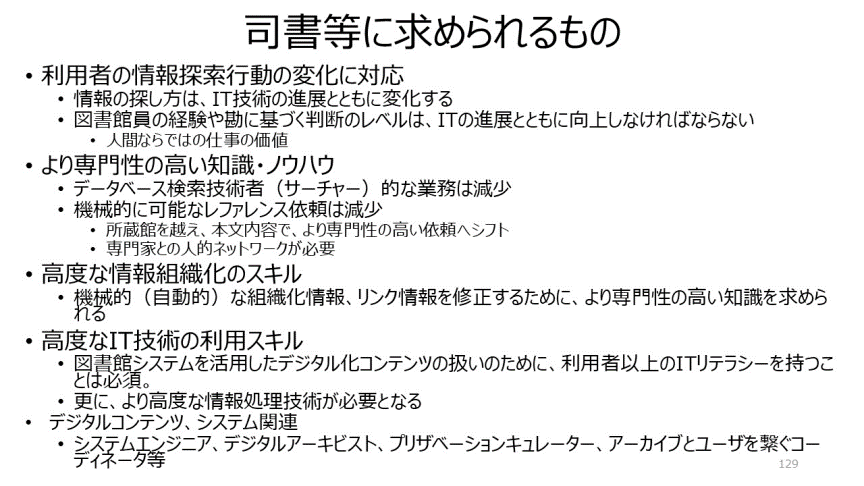 司書等に求められるもの
• 利用者の情報探索行動の変化に対応
• 情報の探し方は、IT技術の進展とともに変化する
• 図書館員の経験や勘に基づく判断のレベルは、ITの進展とともに向上しなければならない
• 人間ならではの仕事の価値
• より専門性の高い知識・ノウハウ
• データベース検索技術者（サーチャー）的な業務は減少
• 機械的に可能なレファレンス依頼は減少
• 所蔵館を越え、本文内容で、より専門性の高い依頼へシフト
• 専門家との人的ネットワークが必要
• 高度な情報組織化のスキル
• 機械的（自動的）な組織化情報、リンク情報を修正するために、より専門性の高い知識を求めら
れる
• 高度なIT技術の利用スキル
• 図書館システムを活用したデジタル化コンテンツの扱いのために、利用者以上のITリテラシーを持つこ
とは必須。
• 更に、より高度な情報処理技術が必要となる
• デジタルコンテンツ、システム関連
• システムエンジニア、デジタルアーキビスト、プリザベーションキュレーター、アーカイブとユーザを繋ぐコー
ディネータ等
129